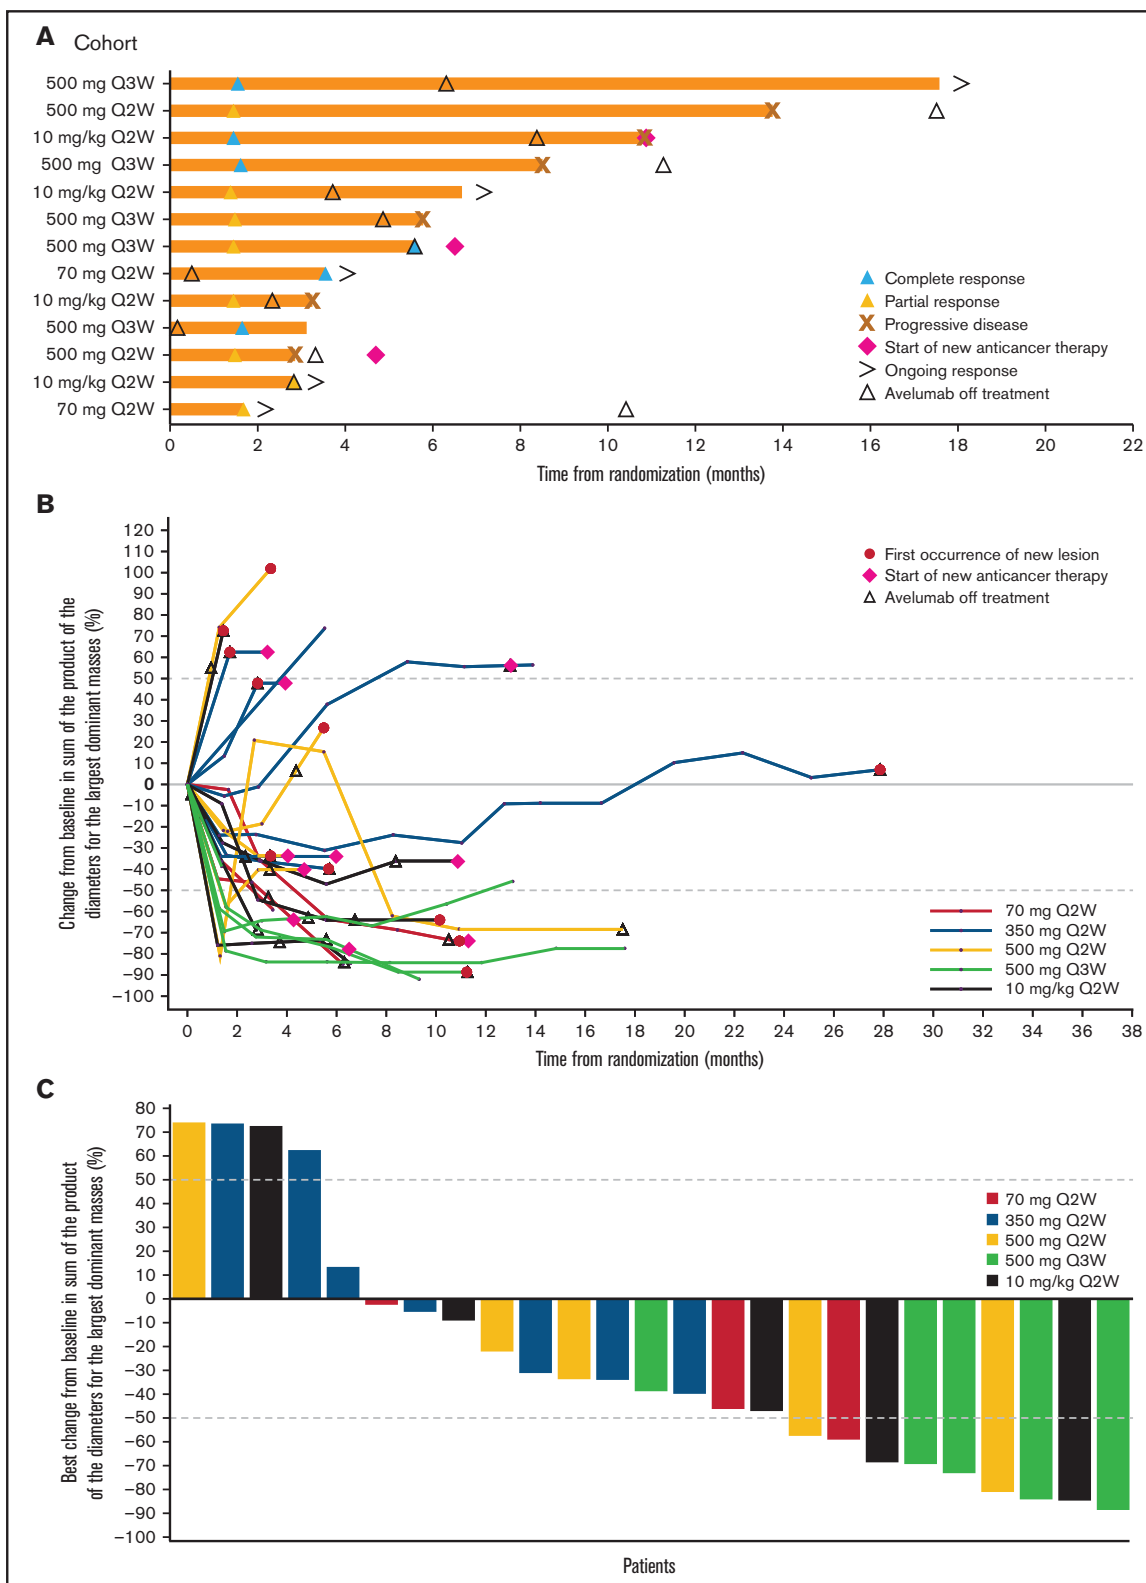 A Cohort
500 mg Q3W
500 mg Q2W
10 mg/kg Q2W
500 mg Q3W
10 mg/kg Q2W
500 mg Q3W
500 mg Q3W
70 mg Q2W
10 mg/kg Q2W
500 mg Q3W
500 mg Q2W
10 mg/kg Q2W
70 mg Q2W
Complete response
Partial response
Progressive disease
Start of new anticancer therapy
Ongoing response
Avelumab off treatment
0 2 4 6 8 10 12 14 16 18 20 22
Time from randomization (months)
B
Change from baseline in sum of the product of the
diameters for the largest dominant masses (%)
120
110
100
90
80
70
60
50
40
30
20
10
0
−10
−20
−30
−40
−50
−60
−70
−80
−90
−100
First occurrence of new lesion
Start of new anticancer therapy
Avelumab off treatment
70 mg Q2W
350 mg Q2W
500 mg Q2W
500 mg Q3W
10 mg/kg Q2W
0 2 4 6 8 10 12 14 16 18 20 22 24 26 28 30 32 34 36 38
Time from randomization (months)
C
Best change from baseline in sum of the product
of the diameters for the largest dominant masses (%)
80
70
60
50
40
30
20
10
0
−10
−20
−30
−40
−50
−60
−70
−80
−90
−100
70 mg Q2W
350 mg Q2W
500 mg Q2W
500 mg Q3W
10 mg/kg Q2W
Patients